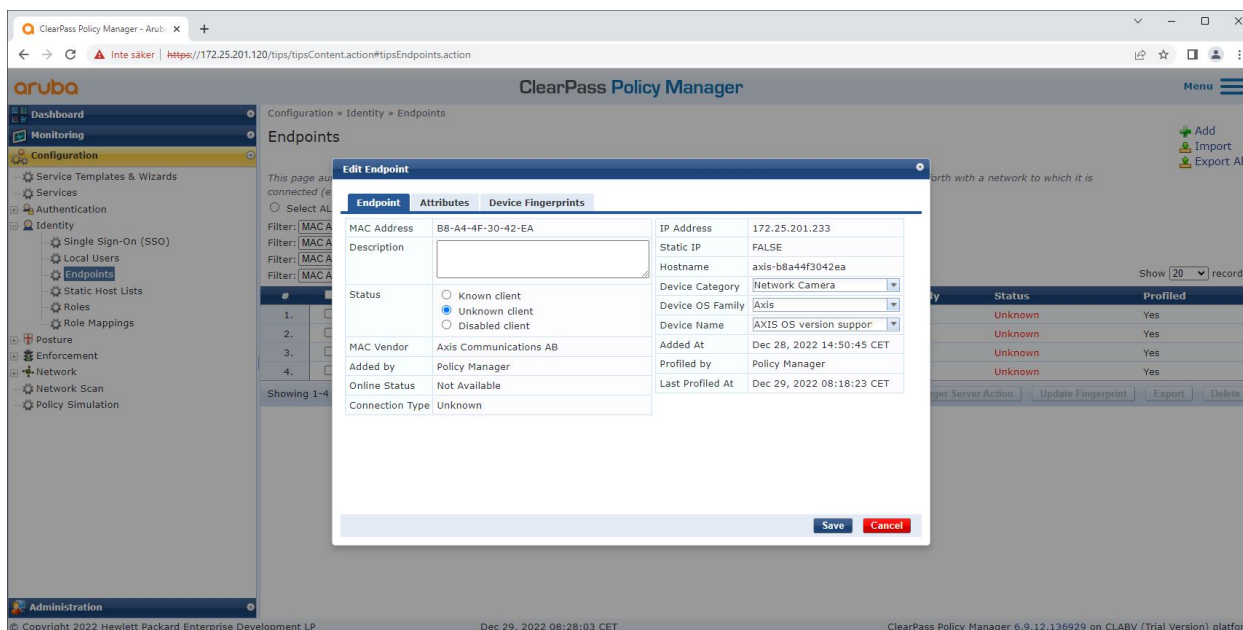 ClearPass Policy Manager - Arub
Inte säker | https://172.25.201.120/tips/tipsContent.action#tipsEndpoints.action
aruba
ClearPass Policy Manager
Menu
Dashboard
Monitoring
Configuration
Service Templates & Wizards
Services
Authentication
Identity
Single Sign-On (SSO)
Local Users
Endpoints
Static Host Lists
Roles
Role Mappings
Posture
Enforcement
Network
Network Scan
Policy Simulation
Administration
Configuration » Identity » Endpoints
Endpoints
Add
Import
Export Al
This page au
orth with a network to which it is
connected (e
Select AL
Filter: MAC A
Filter: MAC A
Filter: MAC A
Filter: MAC A
Show 20 record
# ly Status Profiled
1. Unknown Yes
2. Unknown Yes
3. Unknown Yes
4. Unknown Yes
Showing 1-4
ger Server Action Update Fingerprint Export Delete
Edit Endpoint
Endpoint Attributes Device Fingerprints
MAC Address B8-A4-4F-30-42-EA
Description
Status
Known client
Unknown client
Disabled client
MAC Vendor Axis Communications AB
Added by Policy Manager
Online Status Not Available
Connection Type Unknown
IP Address 172.25.201.233
Static IP FALSE
Hostname axis-b8a44f3042ea
Device Category Network Camera
Device OS Family Axis
Device Name AXIS OS version support
Added At Dec 28, 2022 14:50:45 CET
Profiled by Policy Manager
Last Profiled At Dec 29, 2022 08:18:23 CET
Save Cancel
© Copyright 2022 Hewlett Packard Enterprise Development LP
Dec 29, 2022 08:28:03 CET
ClearPass Policy Manager 6.9.12.136929 on CLABV (Trial Version) platfor